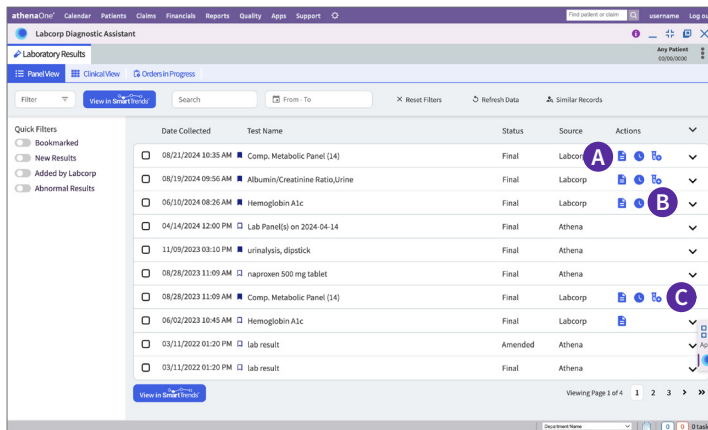 athenaOne® Calendar Patients Claims Financials Reports Quality Apps Support Find patient or claim username Log ou
Labcorp Diagnostic Assistant
Laboratory Results Any Patient
00/00/0000
Panel View Clinical View Orders in Progress
Filter View in SmartTrends® Search From - To Reset Filters Refresh Data Similar Records
Quick Filters
Bookmarked
New Results
Added by Labcorp
Abnormal Results
Date Collected Test Name Status Source Actions
08/21/2024 10:35 AM Comp. Metabolic Panel (14) Final Labcorp A
08/19/2024 09:56 AM Albumin/Creatinine Ratio,Urine Final Labcorp
06/10/2024 08:26 AM Hemoglobin A1c Final Labcorp B
04/14/2024 12:00 PM Lab Panel(s) on 2024-04-14 Final Athena
11/09/2023 03:10 PM urinalysis, dipstick Final Athena
08/28/2023 11:09 AM naproxen 500 mg tablet Final Athena
08/28/2023 11:09 AM Comp. Metabolic Panel (14) Final Labcorp C
06/02/2023 10:45 AM Hemoglobin A1c Final Labcorp
03/11/2022 01:20 PM lab result Amended Athena Ap
03/11/2022 01:20 PM lab result Final Athena
View in SmartTrends® Viewing Page 1 of 4 1 2 3
Department Name 0 0 0 task